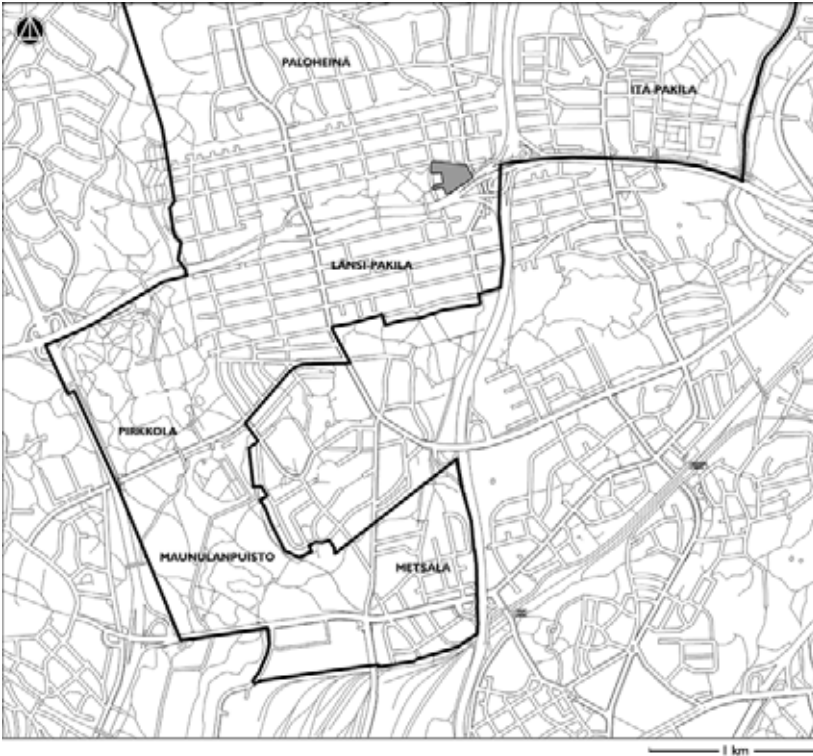 PALOHEINÄ
ITÄ-PAKILA
LÄNSI-PAKILA
PIRKKOLA
MAUNULANPUISTO
METSÄLÄ
1 km